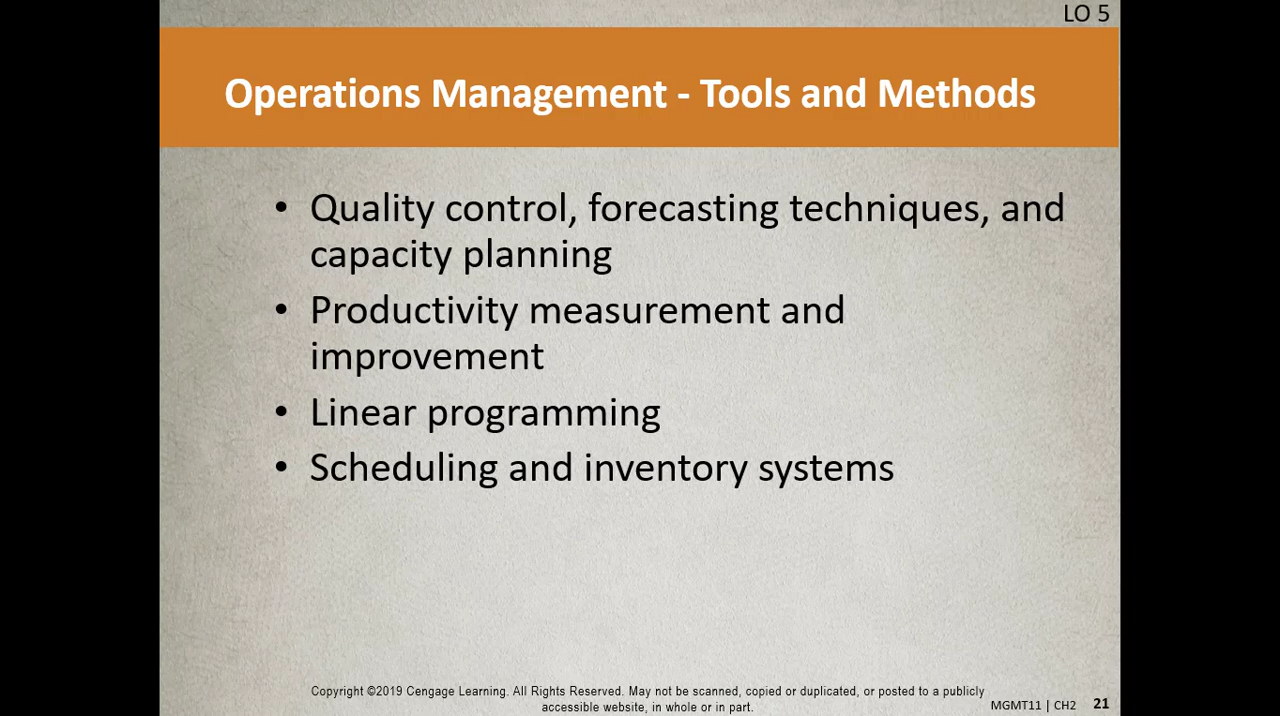 LO 5
Operations Management - Tools and Methods
• Quality control, forecasting techniques, and
capacity planning
• Productivity measurement and
improvement
• Linear programming
• Scheduling and inventory systems
Copyright ©2019 Cengage Learning. All Rights Reserved. May not be scanned, copied or duplicated, or posted to a publicly
accessible website, in whole or in part.
MGMT11 | CH2 21